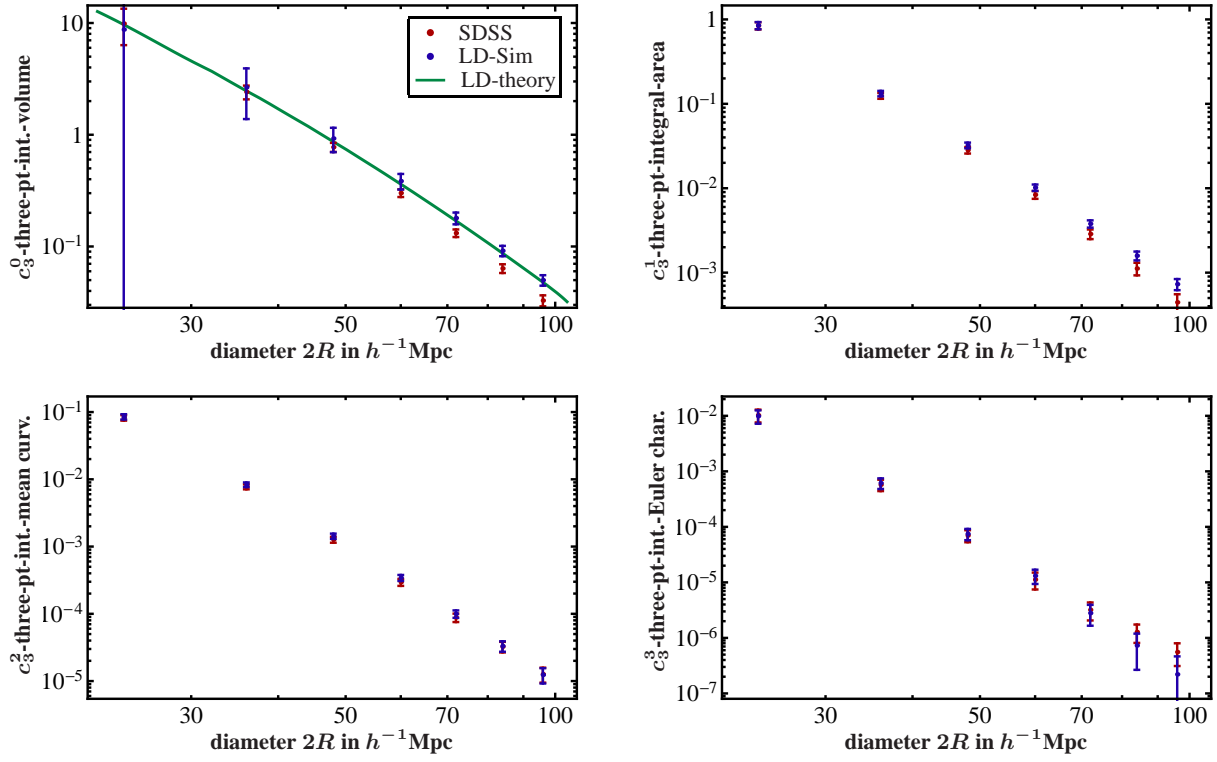 10
1
10⁻¹
c₃⁰-three-pt-int.-volume
SDSS
LD-Sim
LD-theory
30 50 70 100
diameter 2R in h⁻¹Mpc
1
10⁻¹
10⁻²
10⁻³
c₃¹-three-pt-integral-area
30 50 70 100
diameter 2R in h⁻¹Mpc
10⁻¹
10⁻²
10⁻³
10⁻⁴
10⁻⁵
c₃²-three-pt-int.-mean curv.
30 50 70 100
diameter 2R in h⁻¹Mpc
10⁻²
10⁻³
10⁻⁴
10⁻⁵
10⁻⁶
10⁻⁷
c₃³-three-pt-int.-Euler char.
30 50 70 100
diameter 2R in h⁻¹Mpc